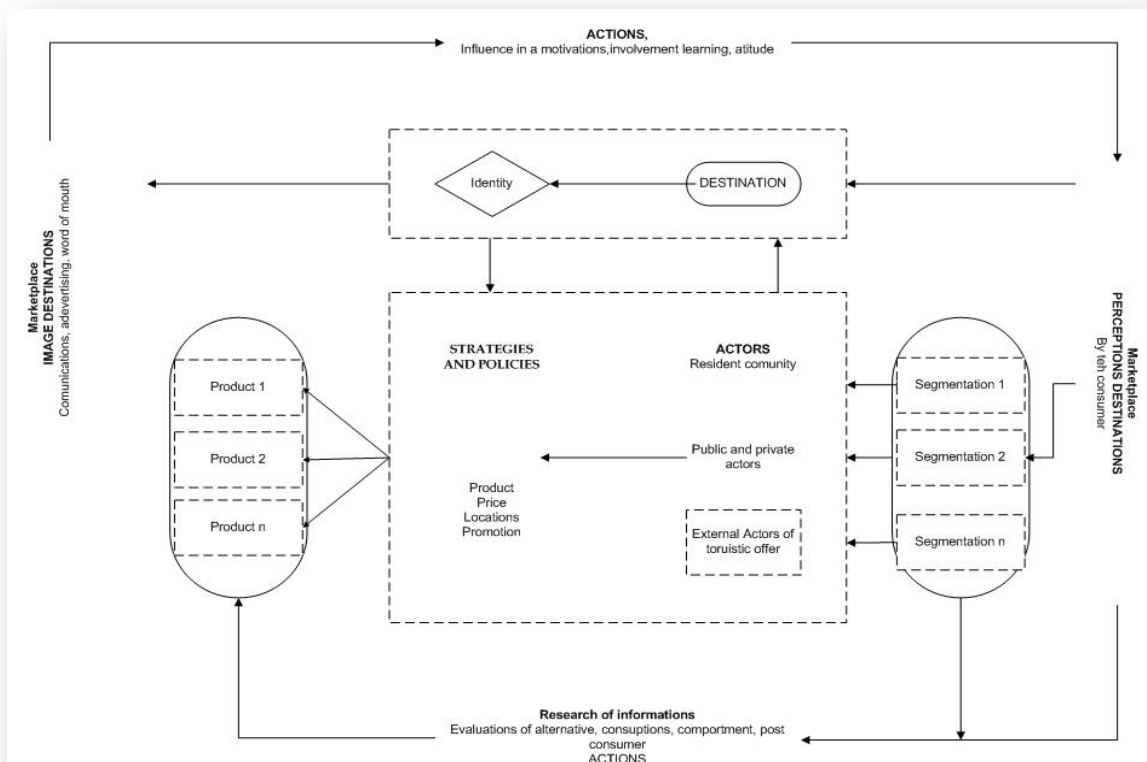 ACTIONS,
Influence in a motivations,involvement learning, atitude
Identity
DESTINATION
Marketplace
IMAGE DESTINATIONS
Comunications, adevertising, word of mouth
STRATEGIES
AND POLICIES
Product
Price
Locations
Promotion
ACTORS
Resident comunity
Public and private
actors
External Actors of
toruistic offer
Product 1
Product 2
Product n
Segmentation 1
Segmentation 2
Segmentation n
Marketplace
PERCEPTIONS DESTINATIONS
By teh consumer
Research of informations
Evaluations of alternative, consuptions, comportment, post
consumer
ACTIONS